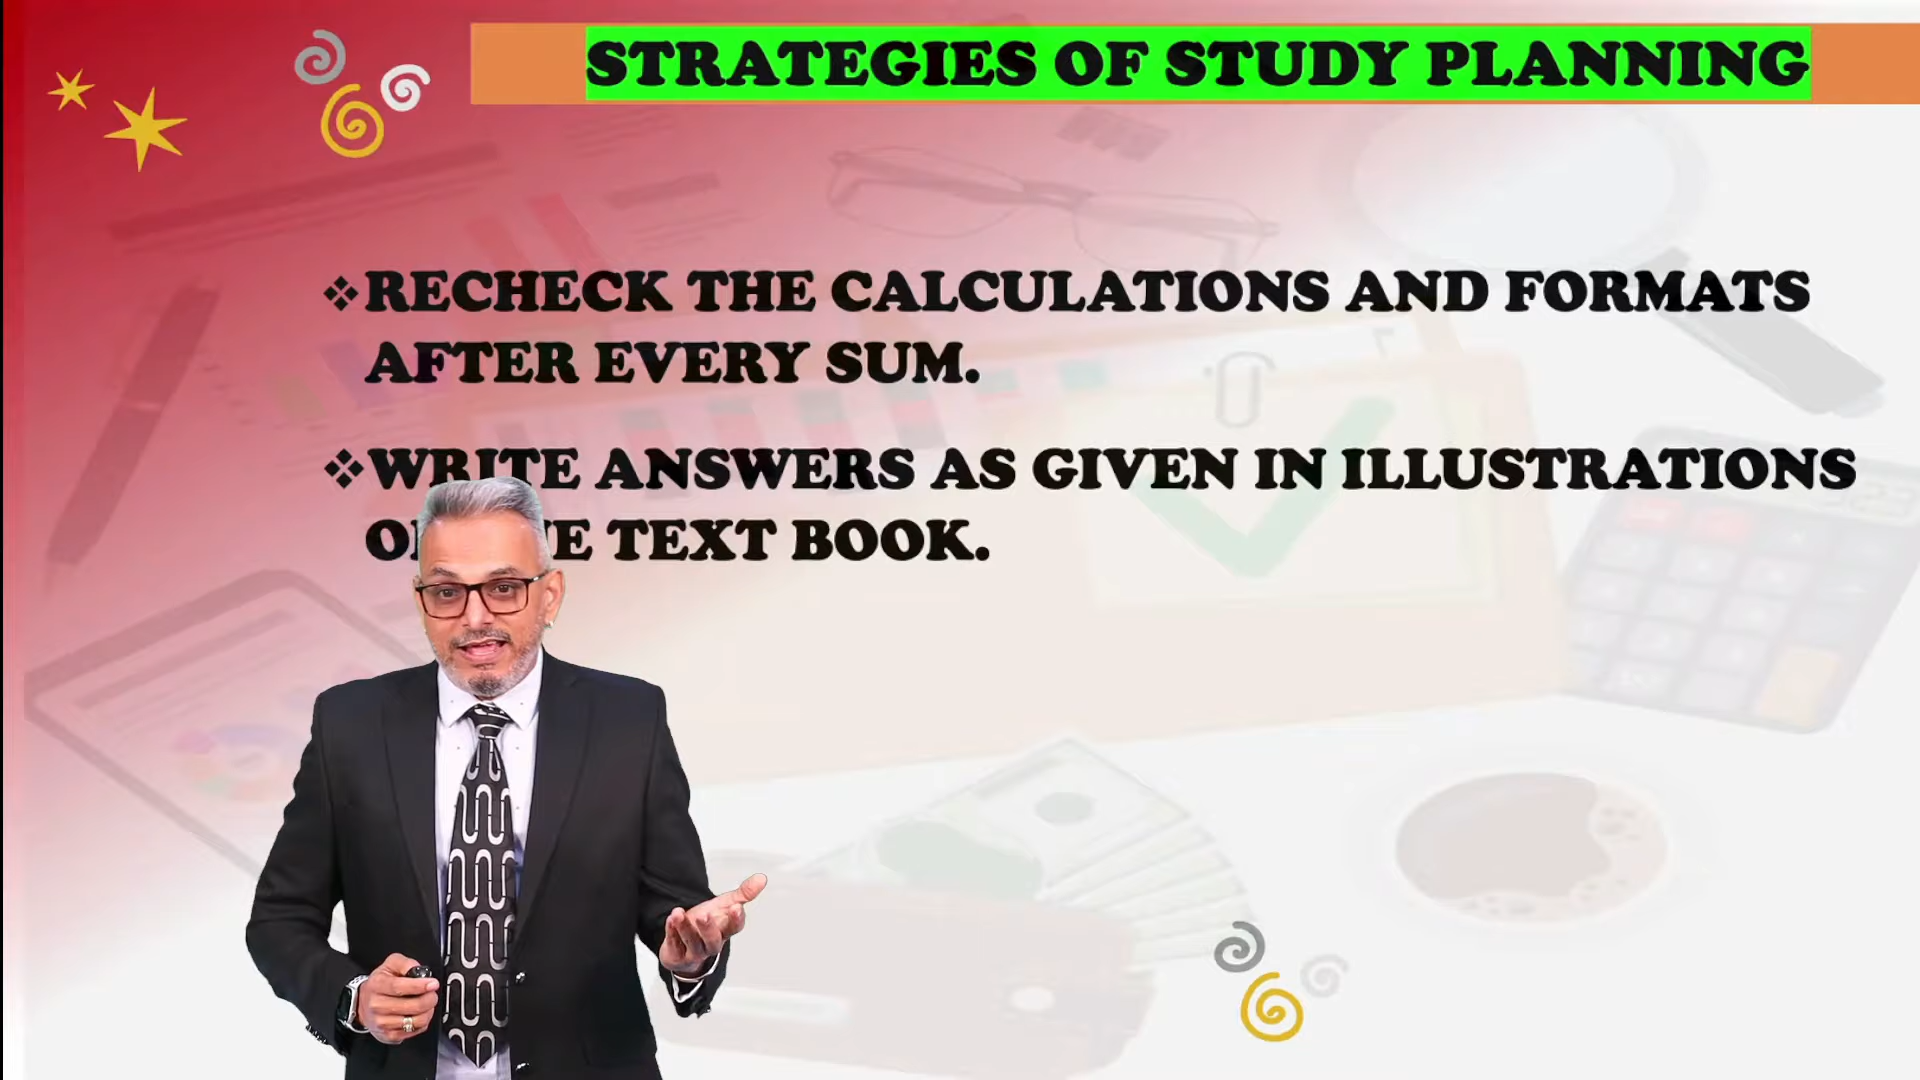 STRATEGIES OF STUDY PLANNING
❖RECHECK THE CALCULATIONS AND FORMATS
AFTER EVERY SUM.
❖WRITE ANSWERS AS GIVEN IN ILLUSTRATIONS
TEXT BOOK.